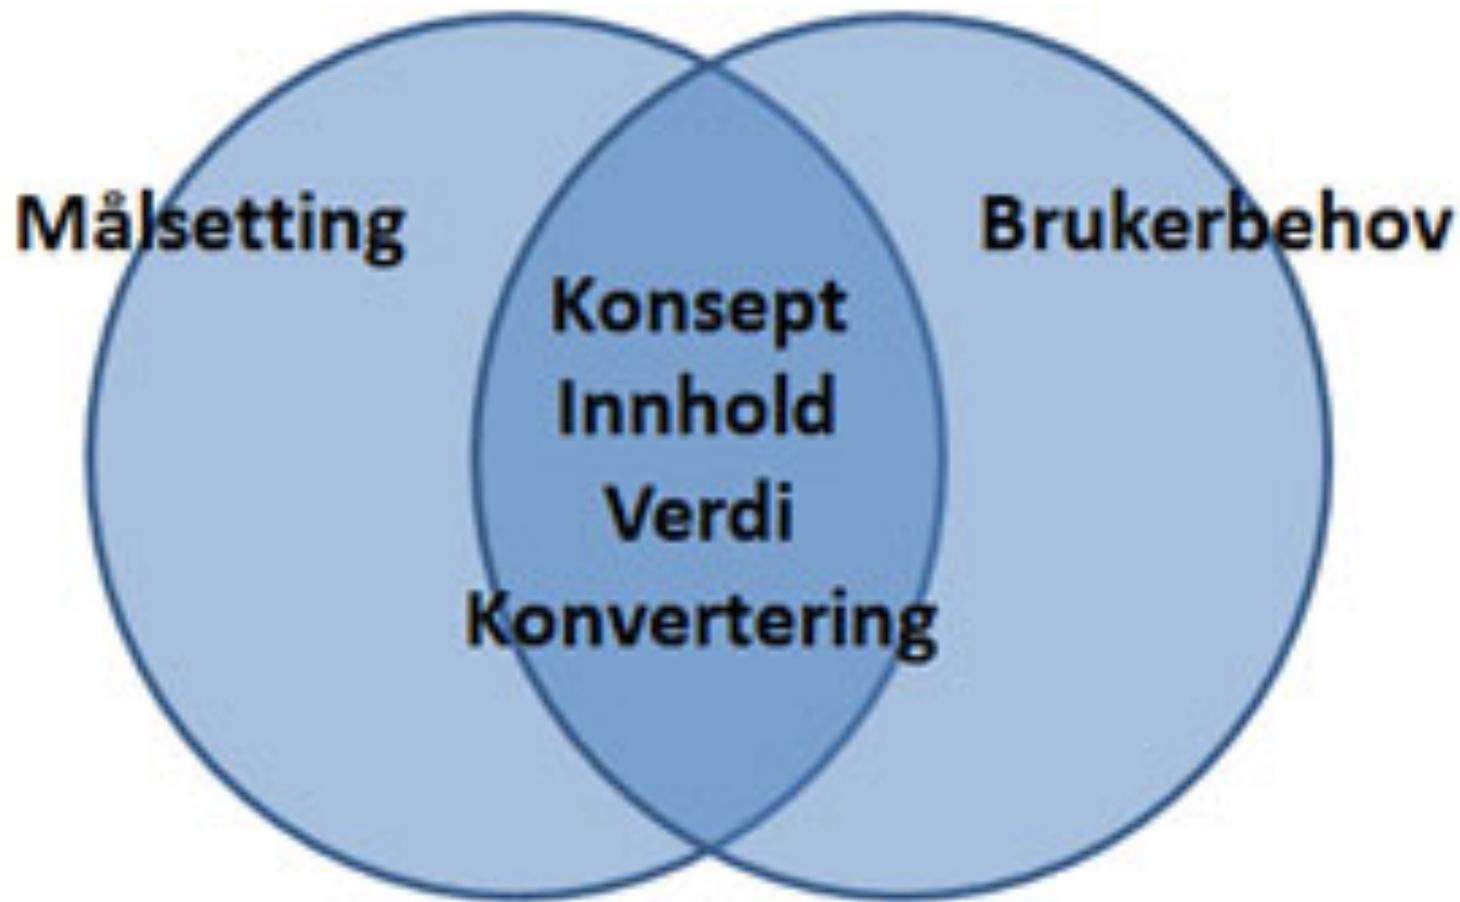 Målsetting
Brukerbehov
Konsept
Innhold
Verdi
Konvertering